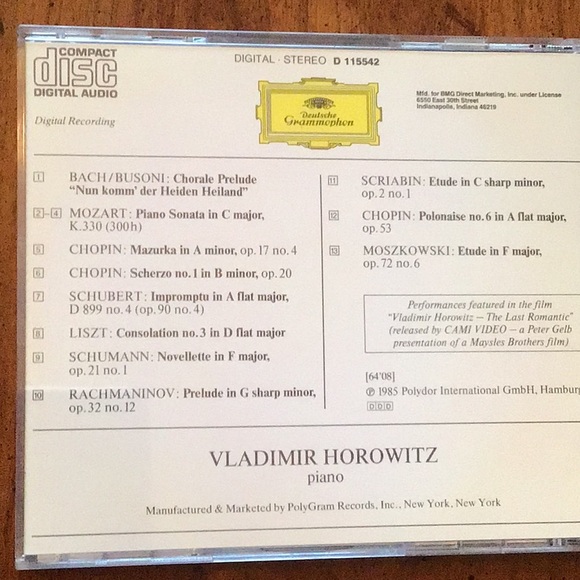 COMPACT
disc
DIGITAL AUDIO
Digital Recording
DIGITAL · STEREO D 115542
Deutsche
Grammophon
Mfd. for BMG Direct Marketing, Inc. under License
6550 East 30th Street
Indianapolis, Indiana 46219
1 BACH/BUSONI: Chorale Prelude
"Nun komm' der Heiden Heiland"
2-4 MOZART: Piano Sonata in C major,
K.330 (300h)
5 CHOPIN: Mazurka in A minor, op.17 no.4
6 CHOPIN: Scherzo no.1 in B minor, op.20
7 SCHUBERT: Impromptu in A flat major,
D 899 no.4 (op.90 no.4)
8 LISZT: Consolation no.3 in D flat major
9 SCHUMANN: Novellette in F major,
op.21 no.1
10 RACHMANINOV: Prelude in G sharp minor,
op.32 no.12
11 SCRIABIN: Etude in C sharp minor,
op.2 no.1
12 CHOPIN: Polonaise no.6 in A flat major,
op.53
13 MOSZKOWSKI: Etude in F major,
op.72 no.6
Performances featured in the film
"Vladimir Horowitz – The Last Romantic"
(released by CAMI VIDEO – a Peter Gelb
presentation of a Maysles Brothers film)
[64'08]
℗ 1985 Polydor International GmbH, Hamburg
DDD
VLADIMIR HOROWITZ
piano
Manufactured & Marketed by PolyGram Records, Inc., New York, New York